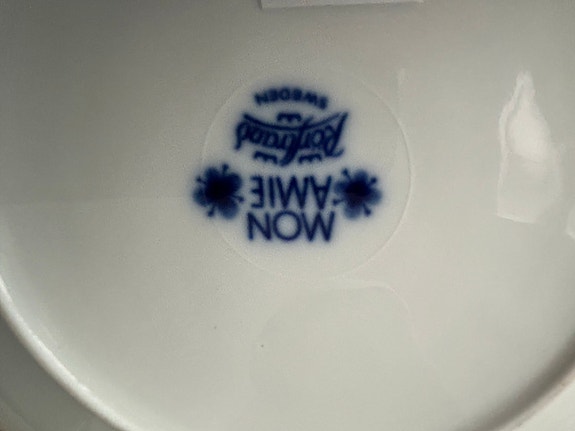 MON
AMIE
Rörstrand
SWEDEN